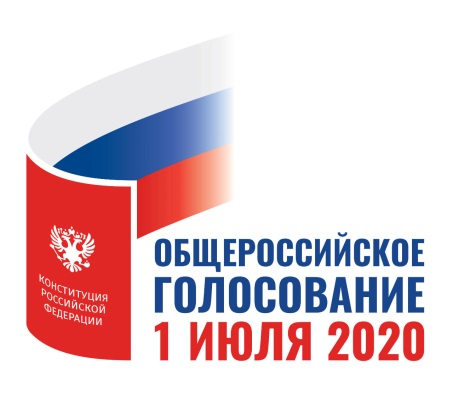 КОНСТИТУЦИЯ
РОССИЙСКОЙ
ФЕДЕРАЦИИ
ОБЩЕРОССИЙСКОЕ
ГОЛОСОВАНИЕ
1 ИЮЛЯ 2020